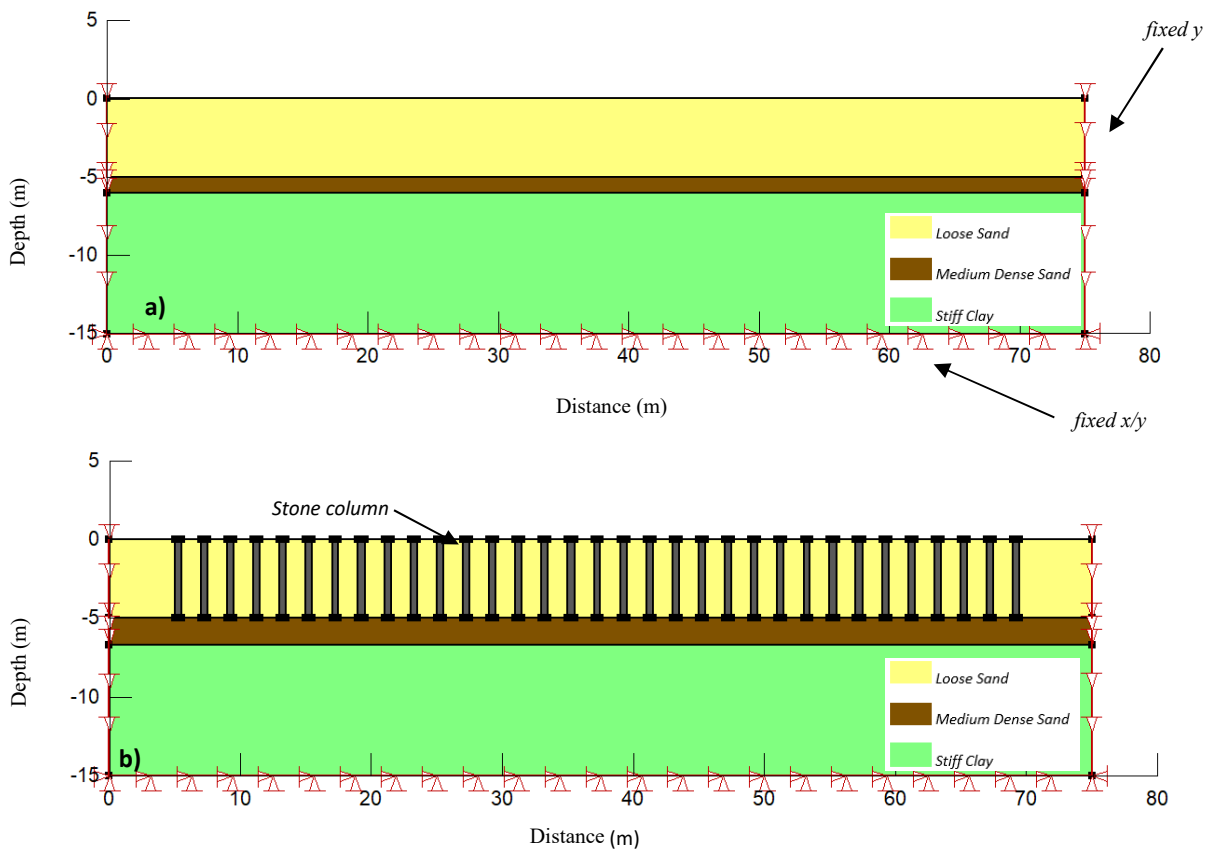 5
fixed y
0
-5
Depth (m)
Loose Sand
-10
Medium Dense Sand
a)
Stiff Clay
-15
0 10 20 30 40 50 60 70 80
Distance (m)
fixed x/y
5
Stone column
0
-5
Depth (m)
Loose Sand
-10
Medium Dense Sand
b)
Stiff Clay
-15
0 10 20 30 40 50 60 70 80
Distance (m)